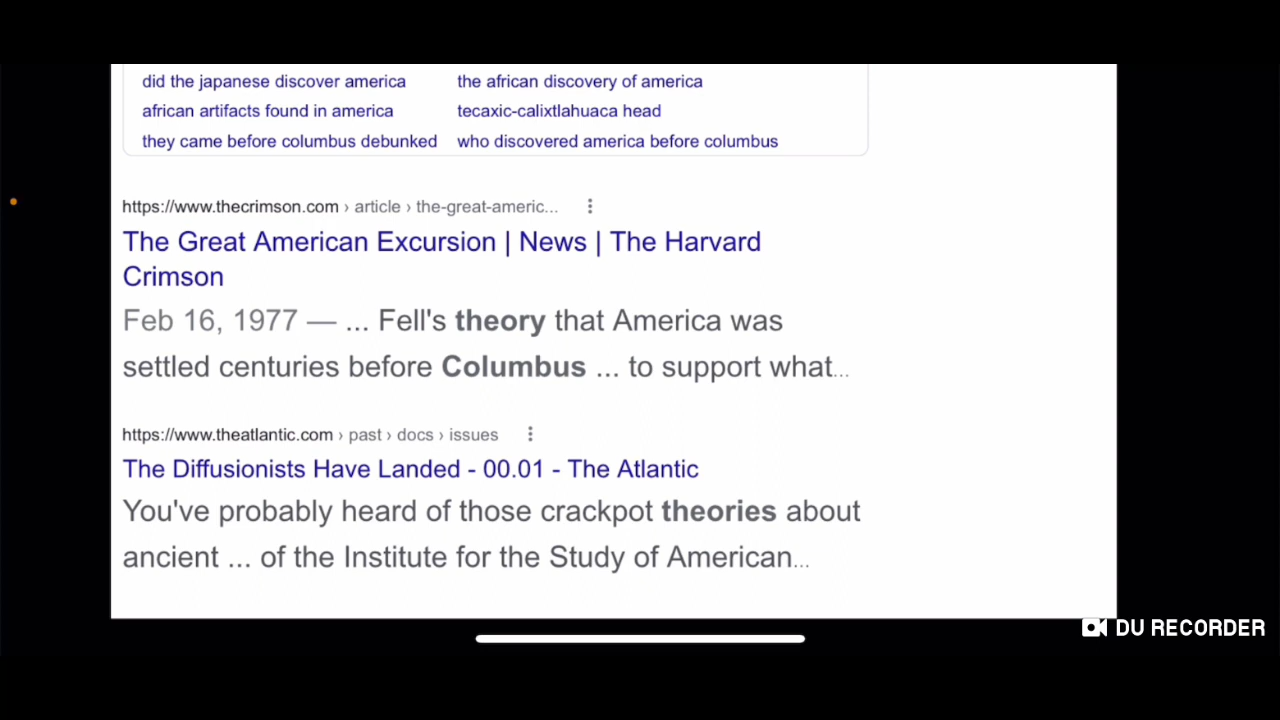 did the japanese discover america
the african discovery of america
african artifacts found in america
tecaxic-calixtlahuaca head
they came before columbus debunked
who discovered america before columbus
https://www.thecrimson.com › article › the-great-americ...
The Great American Excursion | News | The Harvard
Crimson
Feb 16, 1977 — ... Fell's theory that America was
settled centuries before Columbus ... to support what...
https://www.theatlantic.com › past › docs › issues
The Diffusionists Have Landed - 00.01 - The Atlantic
You've probably heard of those crackpot theories about
ancient ... of the Institute for the Study of American...
DU RECORDER